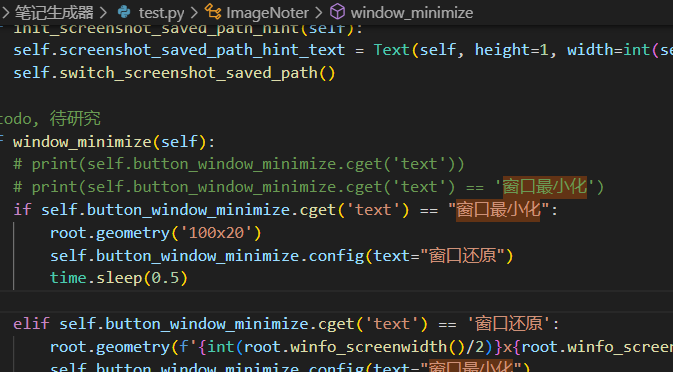 > 笔记生成器 > test.py > ImageNoter > window_minimize
init_screenshot_saved_path_hint(self):
self.screenshot_saved_path_hint_text = Text(self, height=1, width=int(se
self.switch_screenshot_saved_path()
todo, 待研究
f window_minimize(self):
# print(self.button_window_minimize.cget('text'))
# print(self.button_window_minimize.cget('text') == '窗口最小化')
if self.button_window_minimize.cget('text') == "窗口最小化":
root.geometry('100x20')
self.button_window_minimize.config(text="窗口还原")
time.sleep(0.5)
elif self.button_window_minimize.cget('text') == '窗口还原':
root.geometry(f'{int(root.winfo_screenwidth()/2)}x{root.winfo_screen
self.button_window_minimize.config(text="窗口最小化")